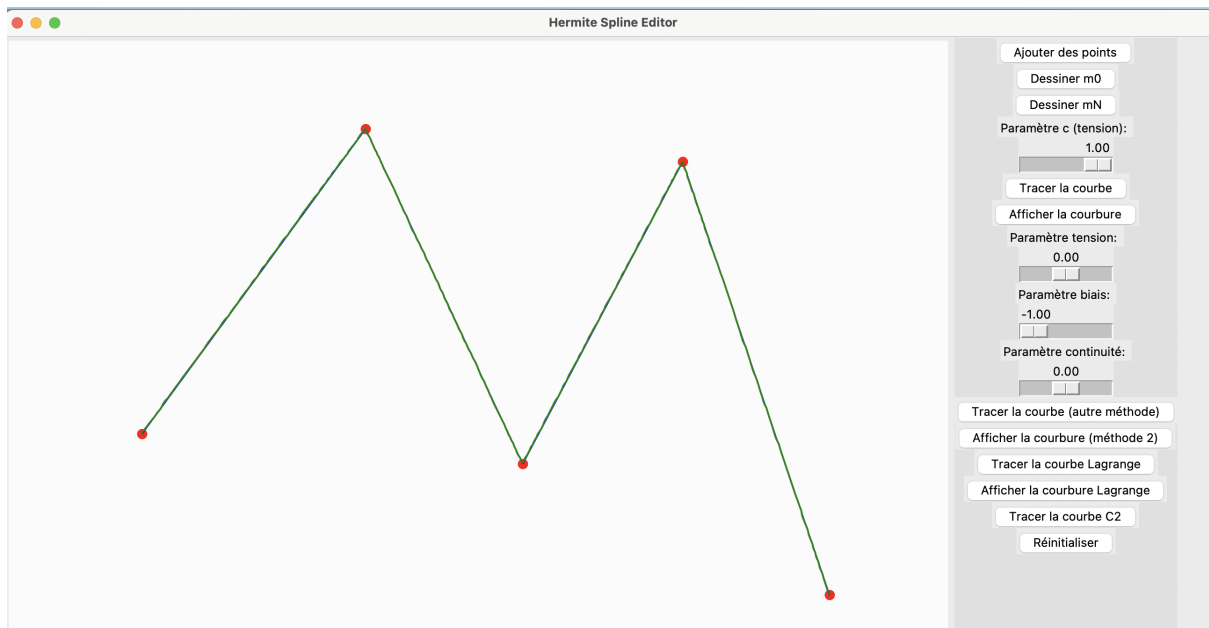 Hermite Spline Editor
Ajouter des points
Dessiner m0
Dessiner mN
Paramètre c (tension):
1.00
Tracer la courbe
Afficher la courbure
Paramètre tension:
0.00
Paramètre biais:
-1.00
Paramètre continuité:
0.00
Tracer la courbe (autre méthode)
Afficher la courbure (méthode 2)
Tracer la courbe Lagrange
Afficher la courbure Lagrange
Tracer la courbe C2
Réinitialiser